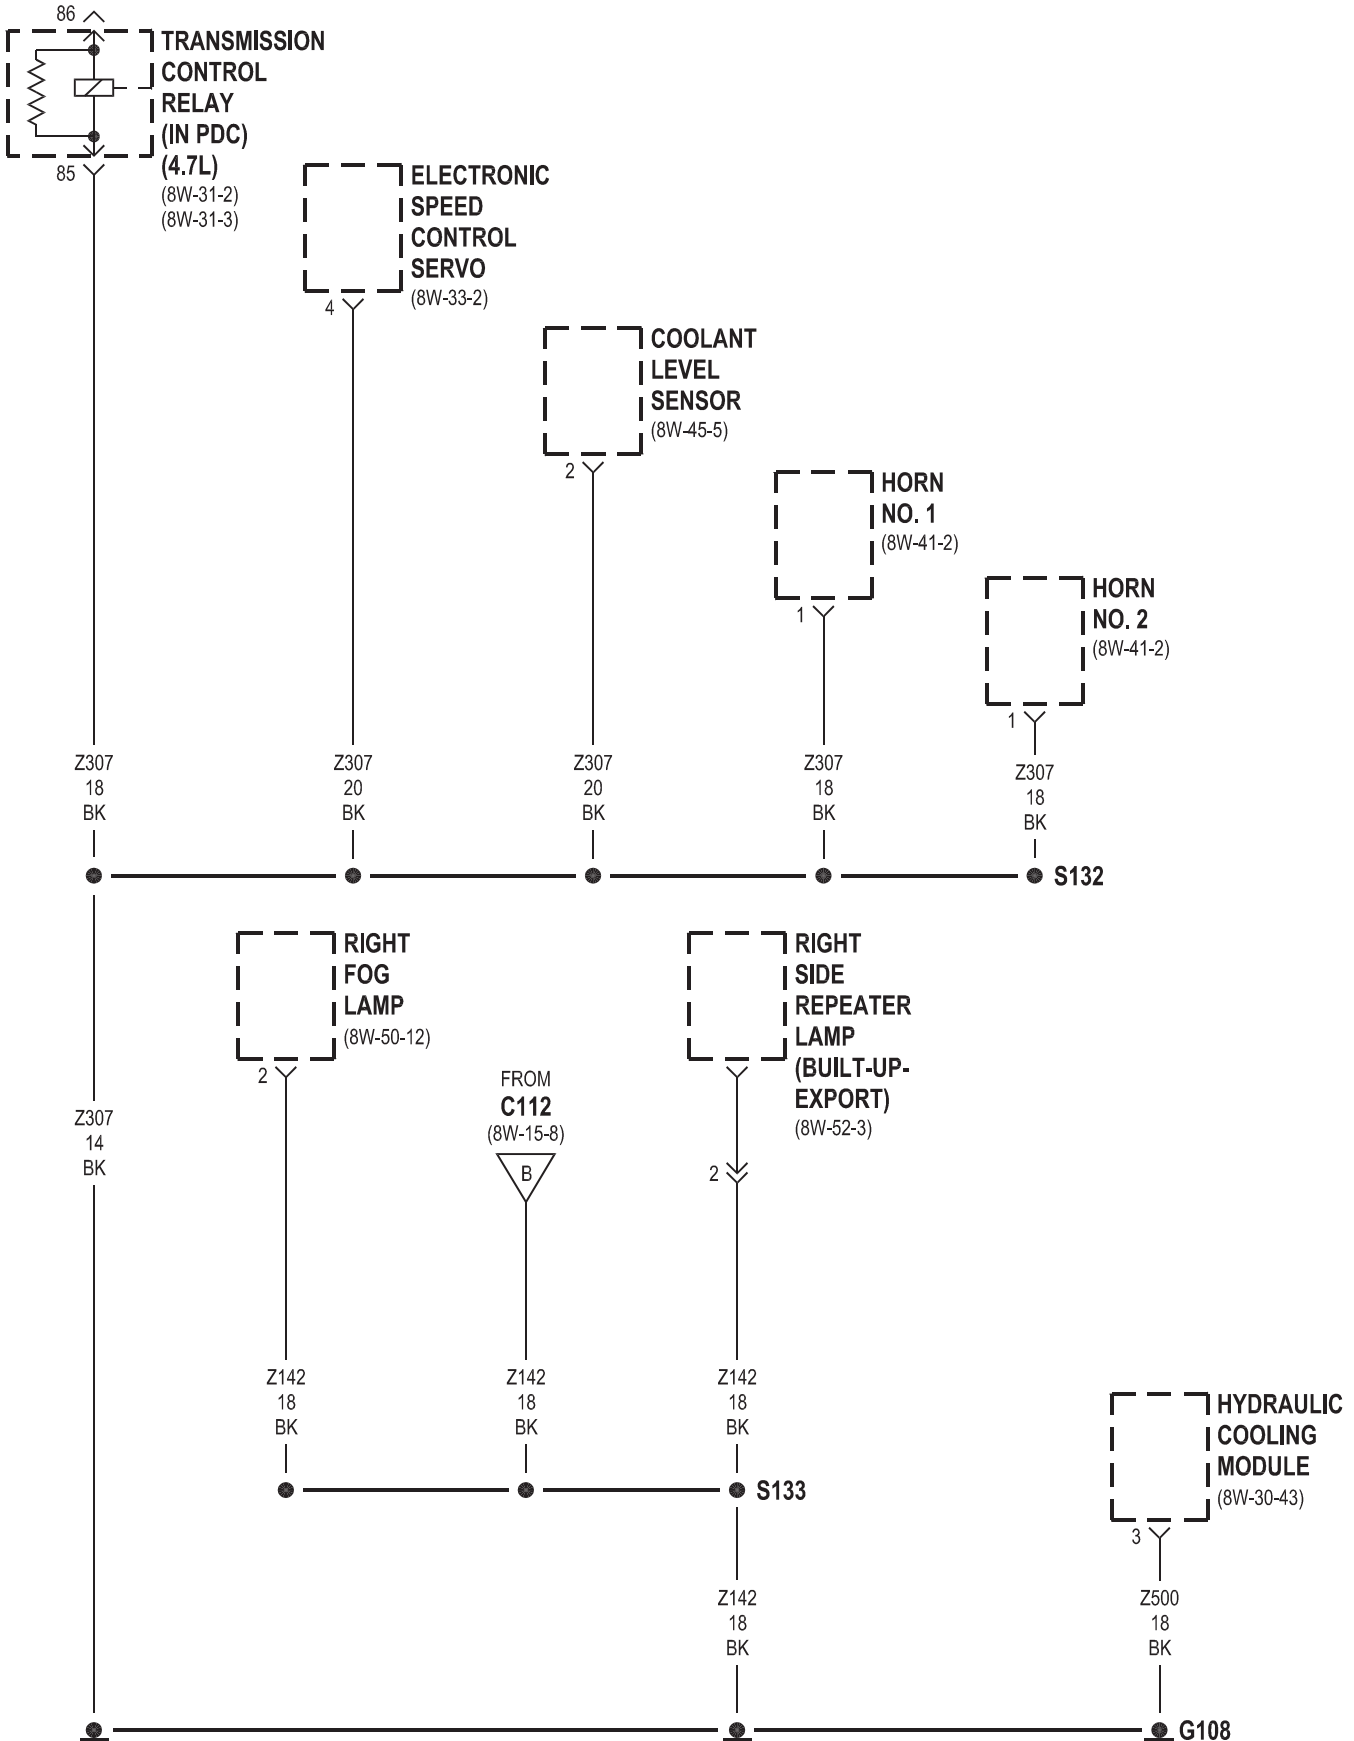 86
TRANSMISSION
CONTROL
RELAY
(IN PDC)
(4.7L)
(8W-31-2)
(8W-31-3)
85
ELECTRONIC
SPEED
CONTROL
SERVO
(8W-33-2)
4
COOLANT
LEVEL
SENSOR
(8W-45-5)
2
HORN
NO. 1
(8W-41-2)
1
HORN
NO. 2
(8W-41-2)
1
Z307
18
BK
Z307
20
BK
Z307
20
BK
Z307
18
BK
Z307
18
BK
S132
RIGHT
FOG
LAMP
(8W-50-12)
2
FROM
C112
(8W-15-8)
B
RIGHT
SIDE
REPEATER
LAMP
(BUILT-UP-
EXPORT)
(8W-52-3)
2
Z307
14
BK
Z142
18
BK
Z142
18
BK
Z142
18
BK
S133
HYDRAULIC
COOLING
MODULE
(8W-30-43)
3
Z142
18
BK
Z500
18
BK
G108